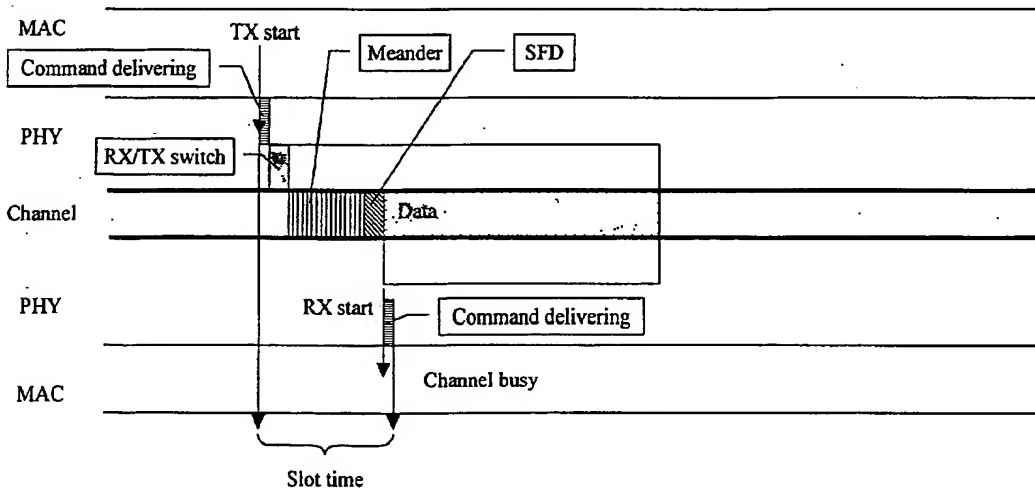 MAC
TX start
Meander
SFD
Command delivering
PHY
RX/TX switch
Channel
Data
PHY
RX start
Command delivering
Channel busy
MAC
Slot time